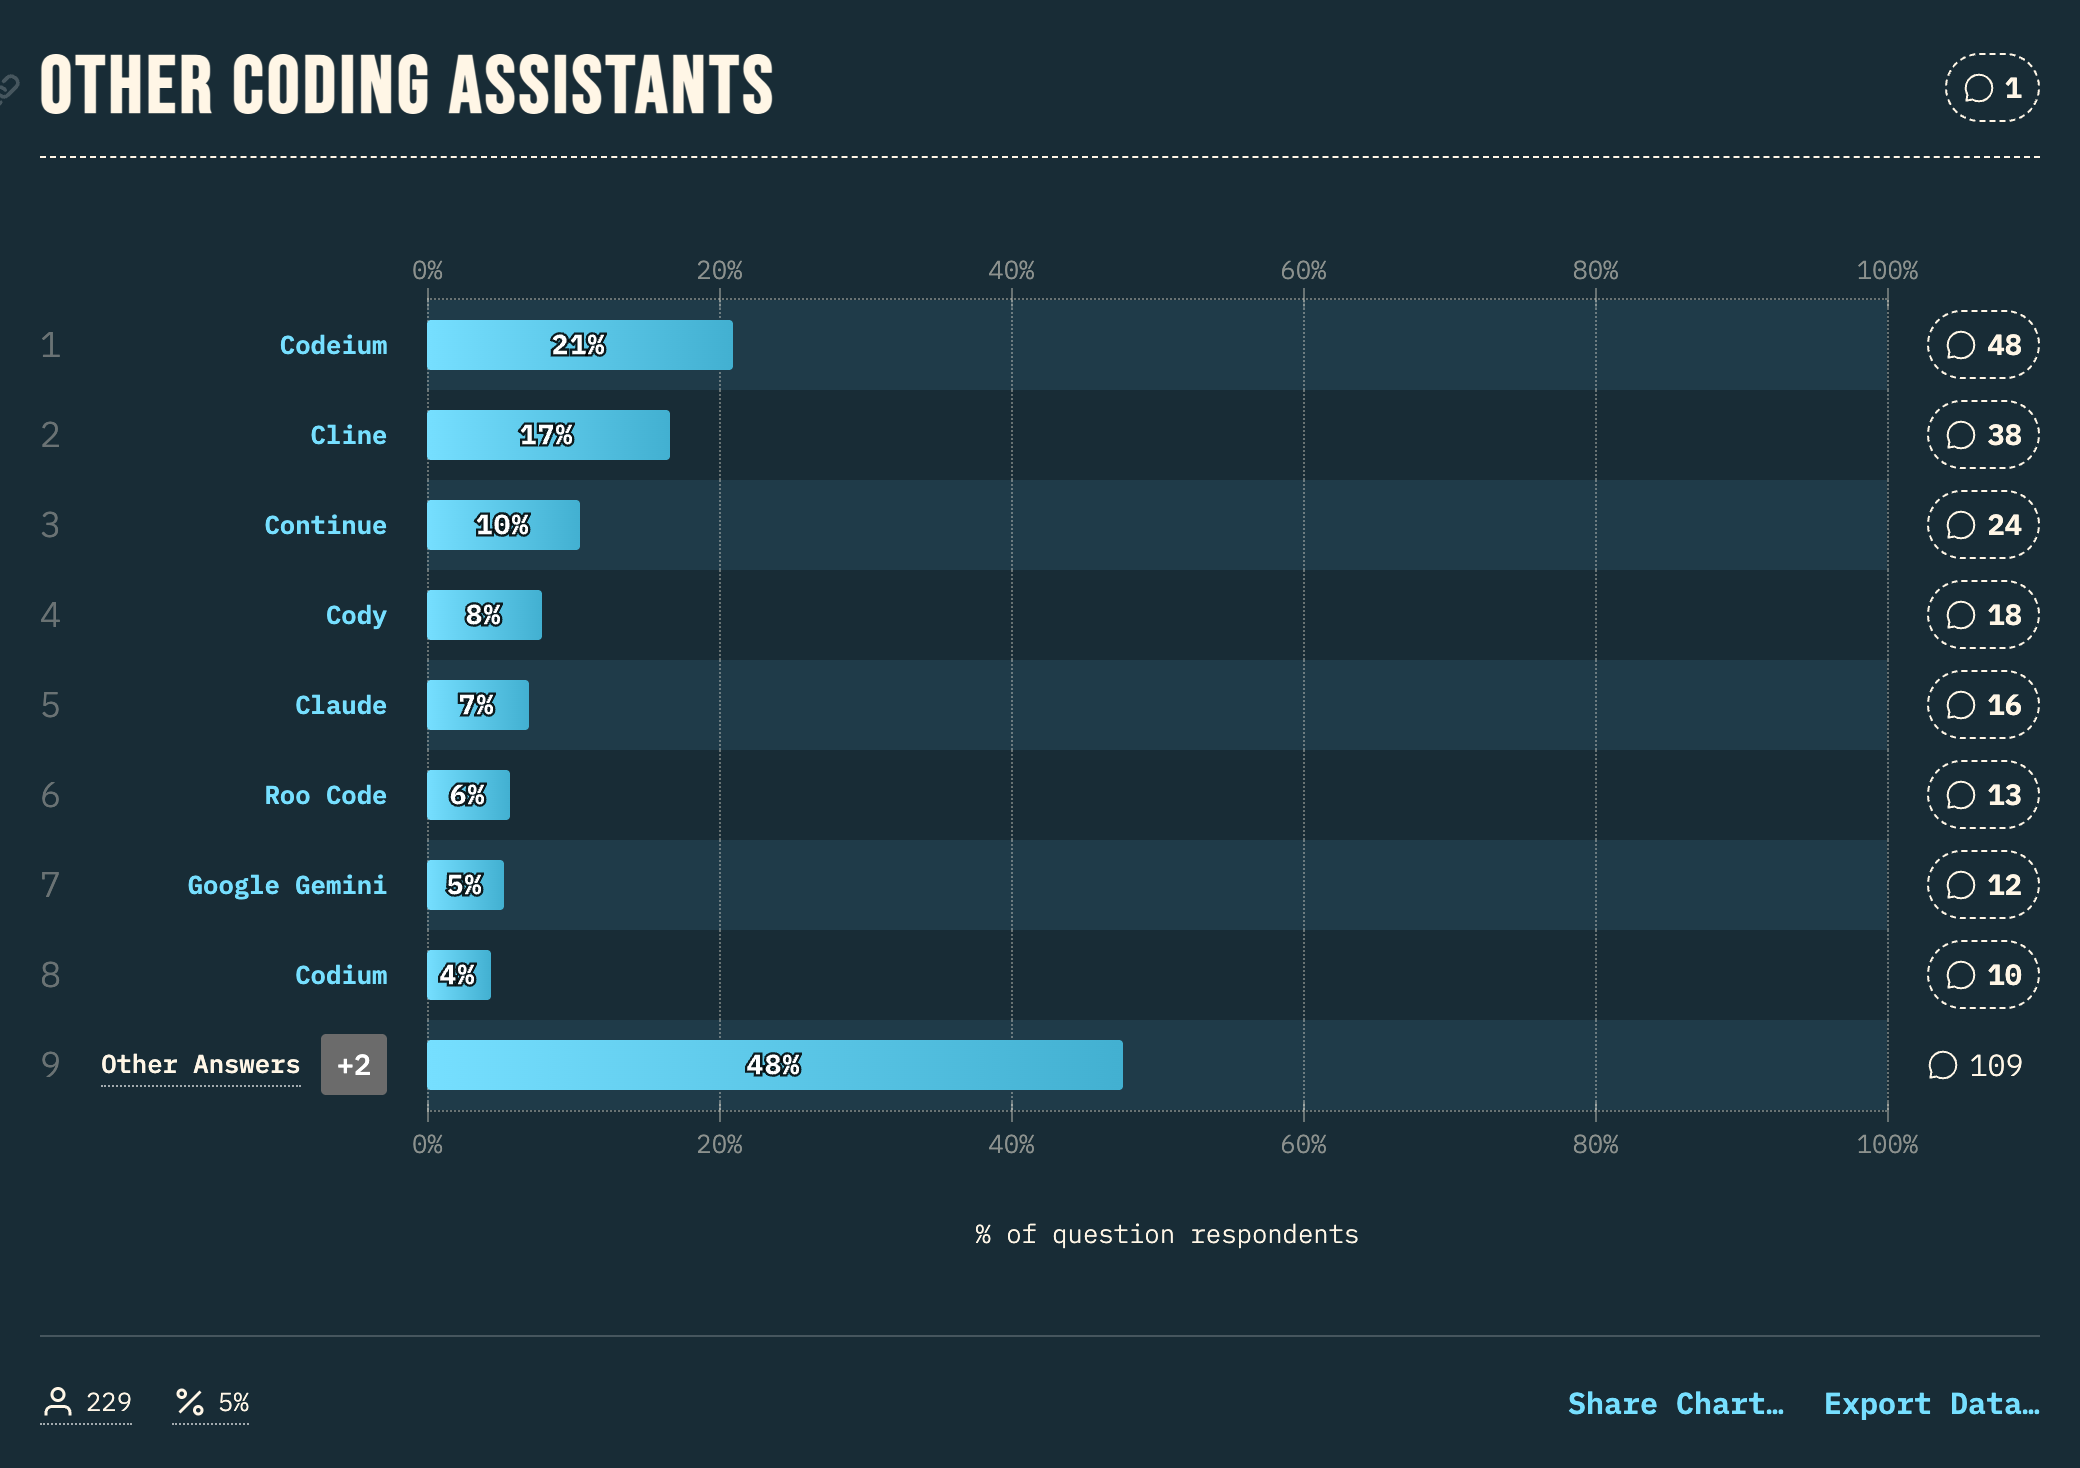 OTHER CODING ASSISTANTS 1
0% 20% 40% 60% 80% 100%
1 Codeium 21% 48
2 Cline 17% 38
3 Continue 10% 24
4 Cody 8% 18
5 Claude 7% 16
6 Roo Code 6% 13
7 Google Gemini 5% 12
8 Codium 4% 10
9 Other Answers +2 48% 109
0% 20% 40% 60% 80% 100%
% of question respondents
229 5% Share Chart… Export Data…